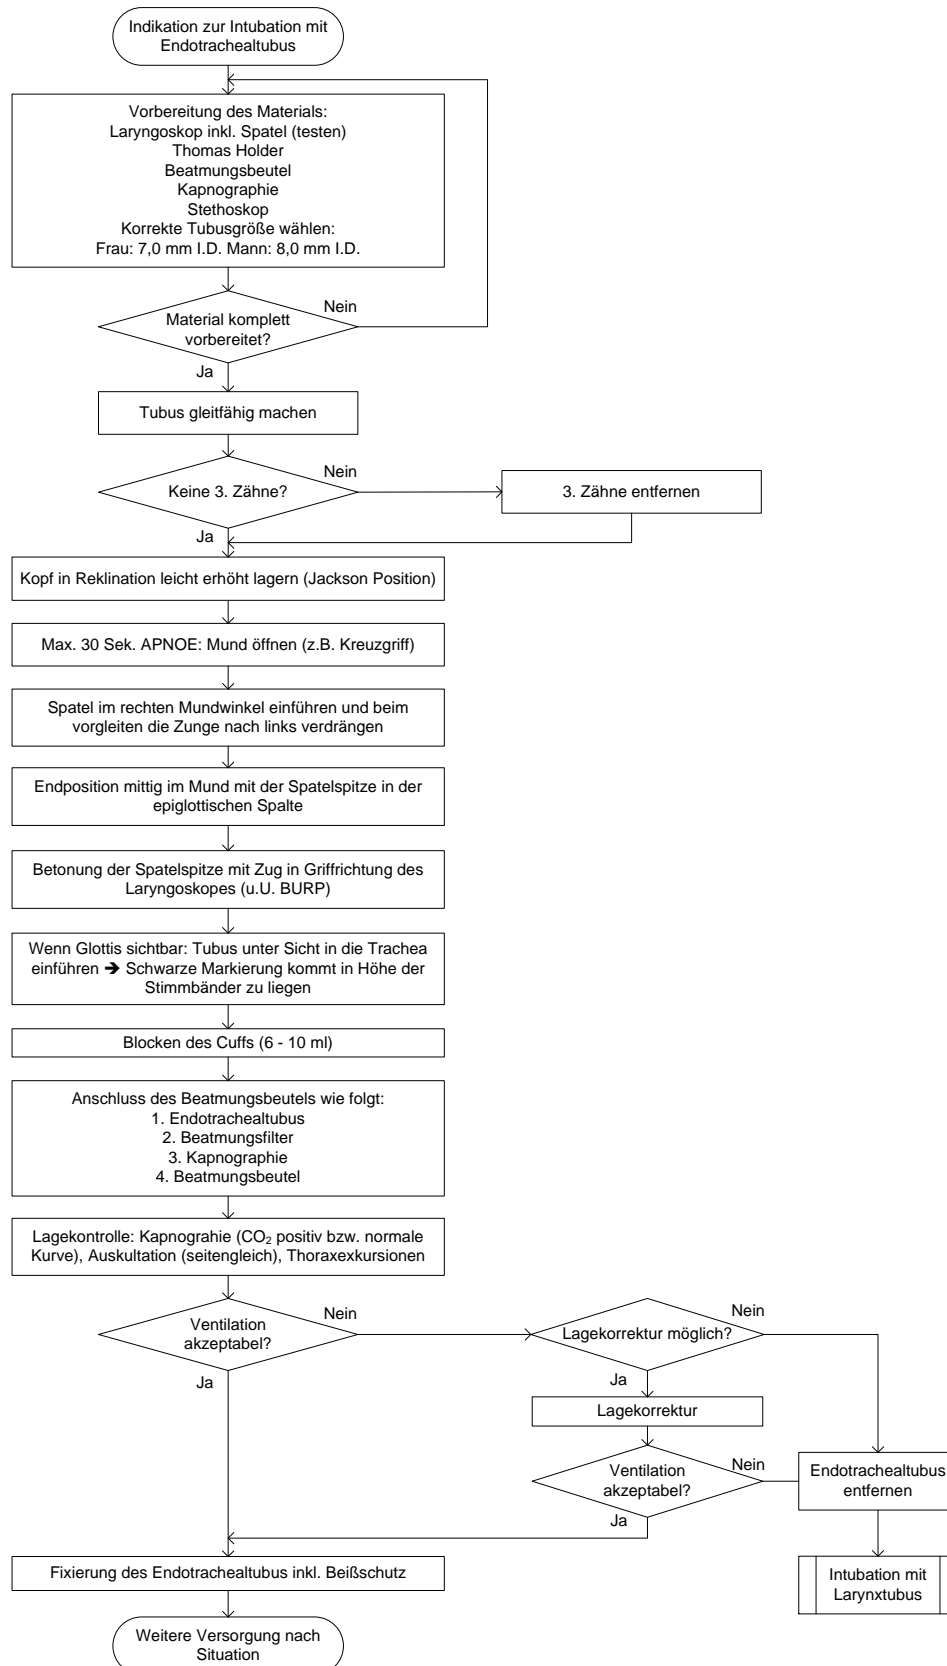 Indikation zur Intubation mit
Endotrachealtubus
Vorbereitung des Materials:
Laryngoskop inkl. Spatel (testen)
Thomas Holder
Beatmungsbeutel
Kapnographie
Stethoskop
Korrekte Tubusgröße wählen:
Frau: 7,0 mm I.D. Mann: 8,0 mm I.D.
Nein
Material komplett
vorbereitet?
Ja
Tubus gleitfähig machen
Nein
Keine 3. Zähne?
3. Zähne entfernen
Ja
Kopf in Reklination leicht erhöht lagern (Jackson Position)
Max. 30 Sek. APNOE: Mund öffnen (z.B. Kreuzgriff)
Spatel im rechten Mundwinkel einführen und beim
vorgleiten die Zunge nach links verdrängen
Endposition mittig im Mund mit der Spatelspitze in der
epiglottischen Spalte
Betonung der Spatelspitze mit Zug in Griffrichtung des
Laryngoskopes (u.U. BURP)
Wenn Glottis sichtbar: Tubus unter Sicht in die Trachea
einführen ➔ Schwarze Markierung kommt in Höhe der
Stimmbänder zu liegen
Blocken des Cuffs (6 - 10 ml)
Anschluss des Beatmungsbeutels wie folgt:
1. Endotrachealtubus
2. Beatmungsfilter
3. Kapnographie
4. Beatmungsbeutel
Lagekontrolle: Kapnograhie (CO₂ positiv bzw. normale
Kurve), Auskultation (seitengleich), Thoraxexkursionen
Nein
Ventilation
akzeptabel?
Ja
Nein
Lagekorrektur möglich?
Ja
Lagekorrektur
Nein
Ventilation
akzeptabel?
Ja
Endotrachealtubus
entfernen
Intubation mit
Larynxtubus
Fixierung des Endotrachealtubus inkl. Beißschutz
Weitere Versorgung nach
Situation